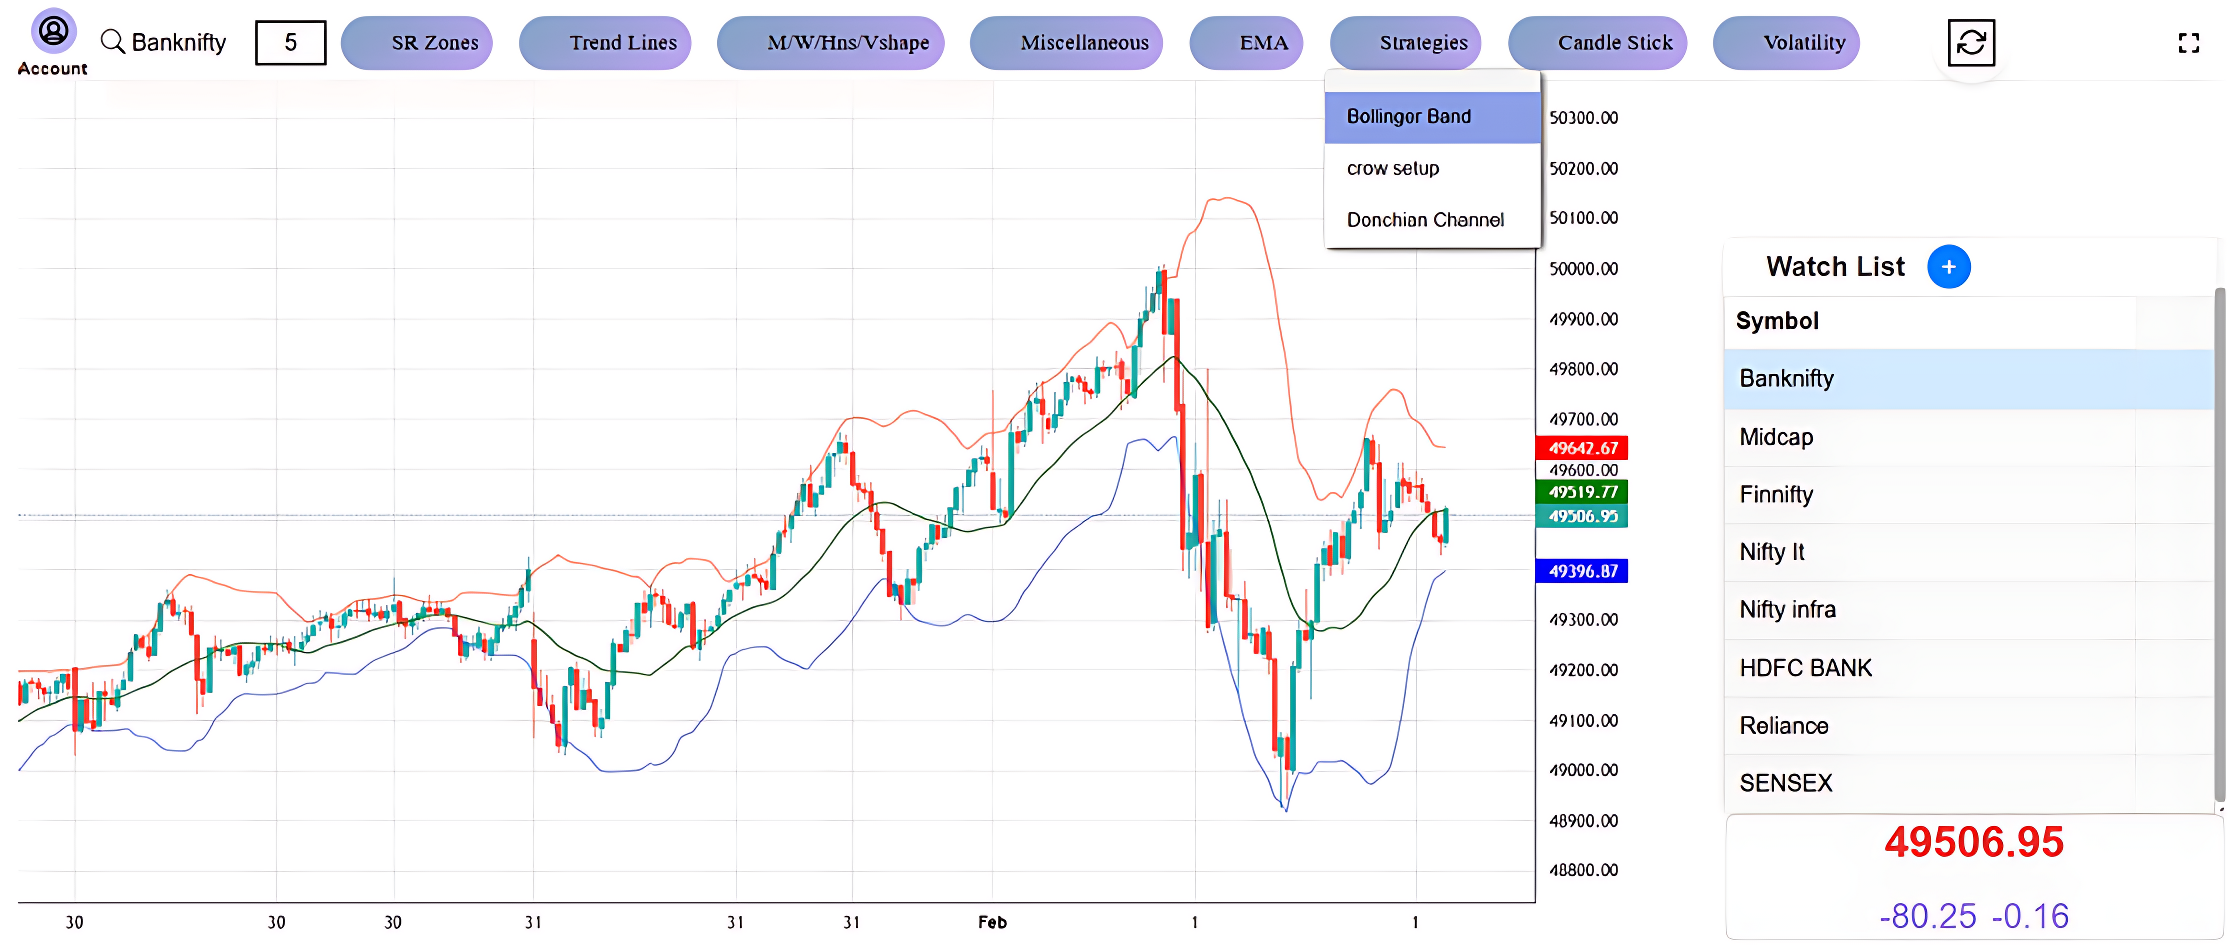 Account
Banknifty
5
SR Zones
Trend Lines
M/W/Hns/Vshape
Miscellaneous
EMA
Strategies
Candle Stick
Volatility
Bollingor Band
crow setup
Donchian Channel
50300.00
50200.00
50100.00
50000.00
49900.00
49800.00
49700.00
49642.67
49600.00
49519.77
49506.95
49396.87
49300.00
49200.00
49100.00
49000.00
48900.00
48800.00
30
30
30
31
31
31
Feb
1
1
Watch List +
Symbol
Banknifty
Midcap
Finnifty
Nifty It
Nifty infra
HDFC BANK
Reliance
SENSEX
49506.95
-80.25 -0.16